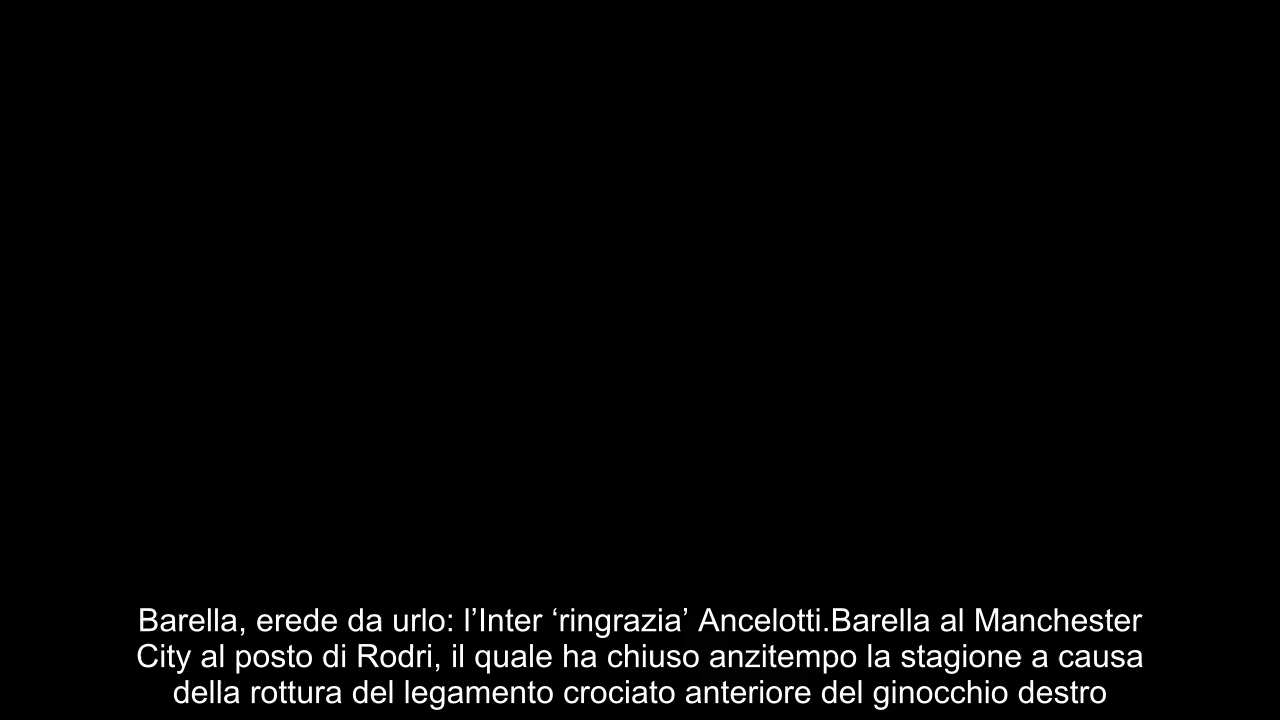 Barella, erede da urlo: l’Inter ‘ringrazia’ Ancelotti.Barella al Manchester
City al posto di Rodri, il quale ha chiuso anzitempo la stagione a causa
della rottura del legamento crociato anteriore del ginocchio destro